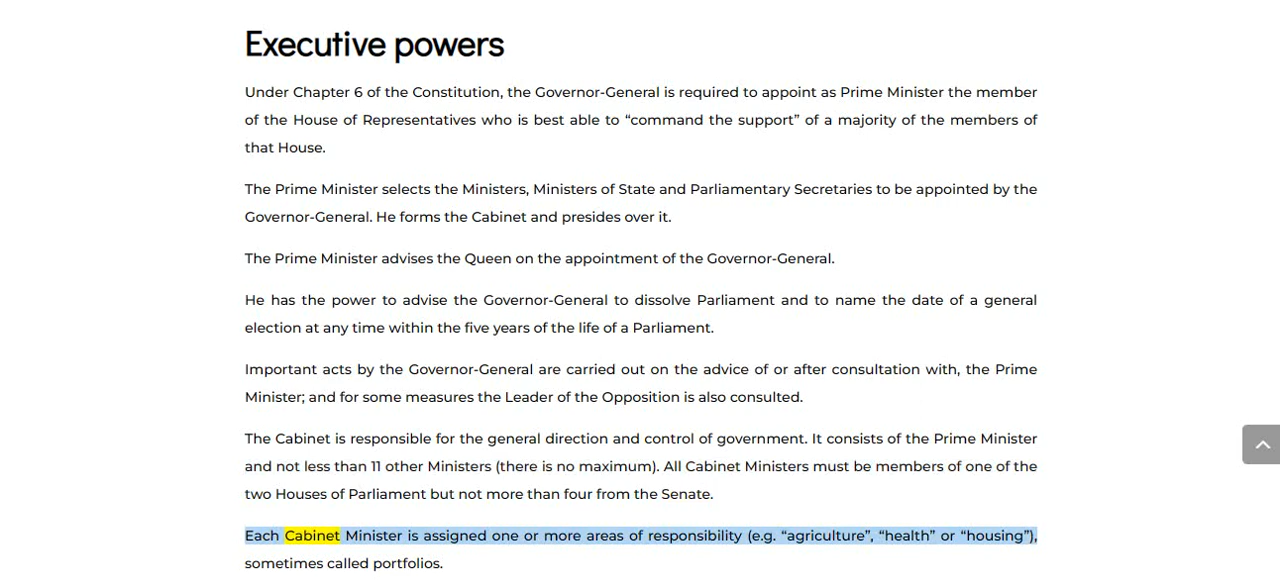 Executive powers
Under Chapter 6 of the Constitution, the Governor-General is required to appoint as Prime Minister the member
of the House of Representatives who is best able to “command the support” of a majority of the members of
that House.
The Prime Minister selects the Ministers, Ministers of State and Parliamentary Secretaries to be appointed by the
Governor-General. He forms the Cabinet and presides over it.
The Prime Minister advises the Queen on the appointment of the Governor-General.
He has the power to advise the Governor-General to dissolve Parliament and to name the date of a general
election at any time within the five years of the life of a Parliament.
Important acts by the Governor-General are carried out on the advice of or after consultation with, the Prime
Minister; and for some measures the Leader of the Opposition is also consulted.
The Cabinet is responsible for the general direction and control of government. It consists of the Prime Minister
and not less than 11 other Ministers (there is no maximum). All Cabinet Ministers must be members of one of the
two Houses of Parliament but not more than four from the Senate.
Each Cabinet Minister is assigned one or more areas of responsibility (e.g. “agriculture”, “health” or “housing”),
sometimes called portfolios.